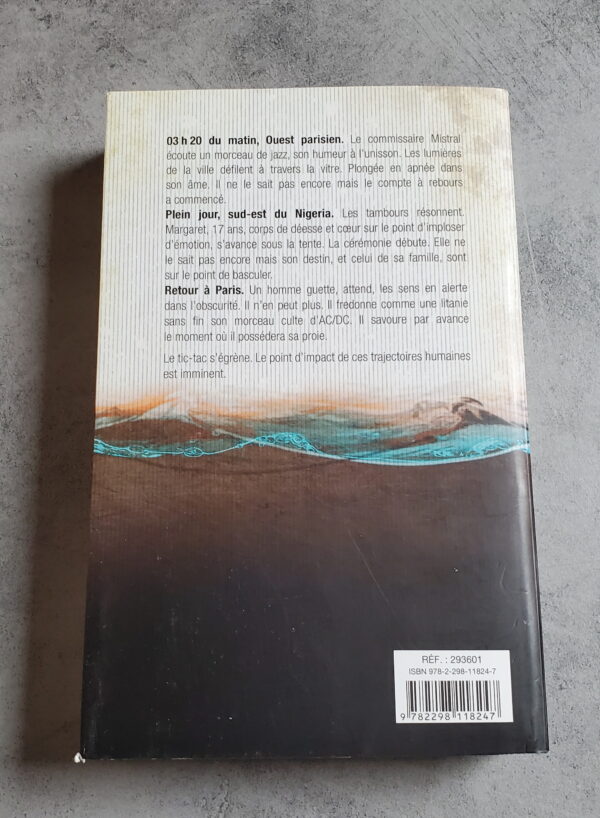 03 h 20 du matin, Ouest parisien. Le commissaire Mistral
écoute un morceau de jazz, son humeur à l'unisson. Les lumières
de la ville défilent à travers la vitre. Plongée en apnée dans
son âme. Il ne le sait pas encore mais le compte à rebours
a commencé.
Plein jour, sud-est du Nigeria. Les tambours résonnent.
Margaret, 17 ans, corps de déesse et cœur sur le point d'imploser
d'émotion, s'avance sous la tente. La cérémonie débute. Elle ne
le sait pas encore mais son destin, et celui de sa famille, sont
sur le point de basculer.
Retour à Paris. Un homme guette, attend, les sens en alerte
dans l'obscurité. Il n'en peut plus. Il fredonne comme une litanie
sans fin son morceau culte d'AC/DC. Il savoure par avance
le moment où il possédera sa proie.
Le tic-tac s'égrène. Le point d'impact de ces trajectoires humaines
est imminent.
RÉF. : 293601
ISBN 978-2-298-11824-7
9 782298 118247